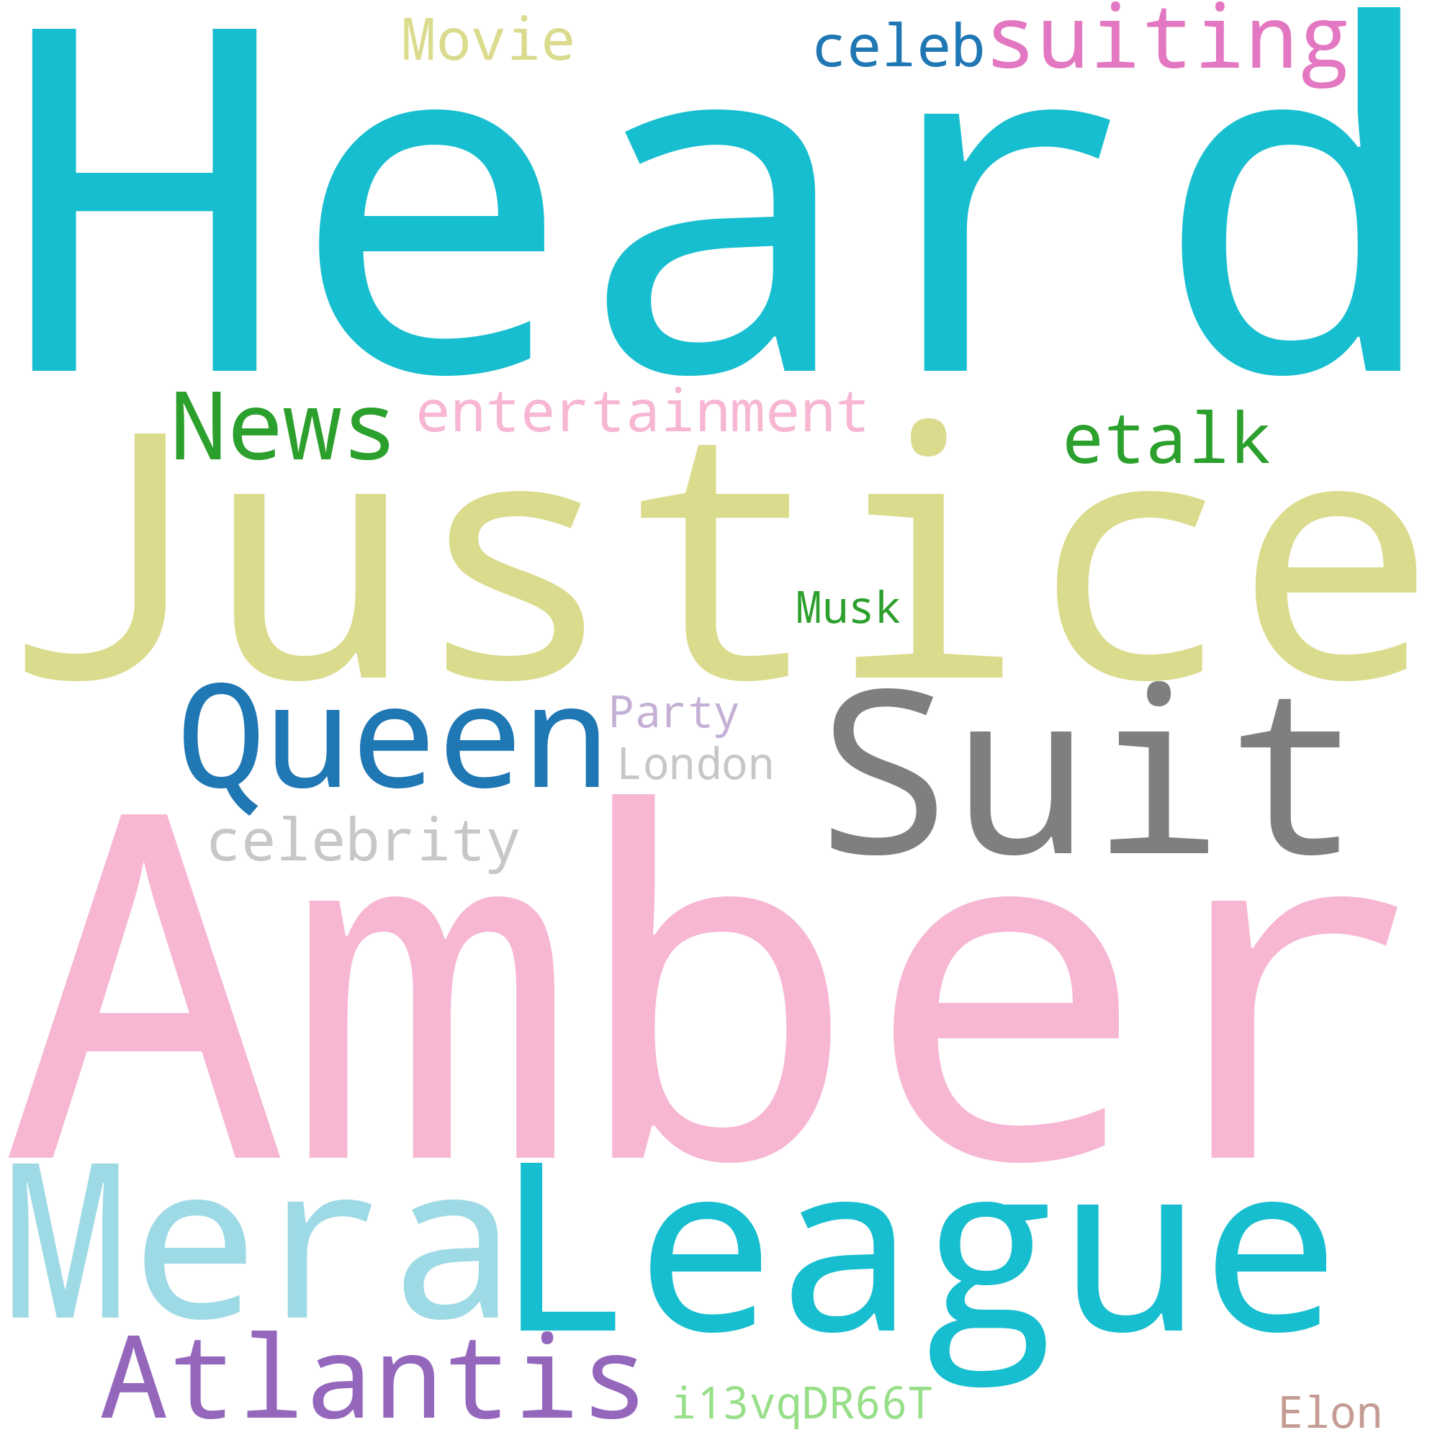 Movie
celeb suiting
Heard
News entertainment etalk
Justice
Musk
Queen Party Suit
London
celebrity
Amber
Mera League
Atlantis i13vqDR66T Elon